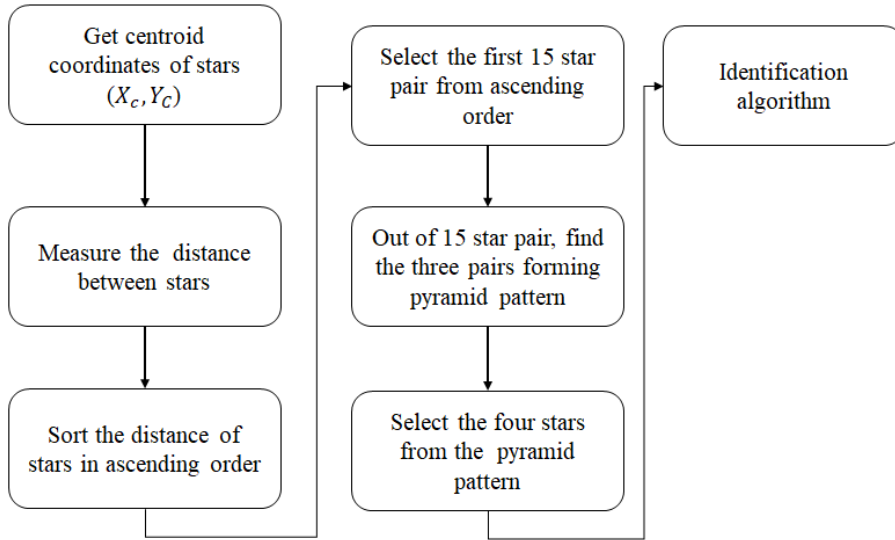 Get centroid
coordinates of stars
(X_c, Y_C)
Measure the distance
between stars
Sort the distance of
stars in ascending order
Select the first 15 star
pair from ascending
order
Out of 15 star pair, find
the three pairs forming
pyramid pattern
Select the four stars
from the pyramid
pattern
Identification
algorithm